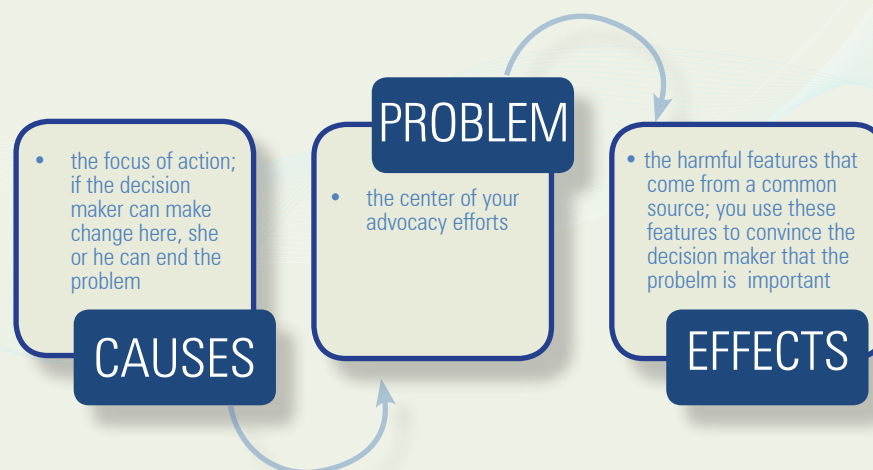 • the focus of action;
if the decision
maker can make
change here, she
or he can end the
problem
CAUSES
PROBLEM
• the center of your
advocacy efforts
• the harmful features that
come from a common
source; you use these
features to convince the
decision maker that the
probelm is important
EFFECTS